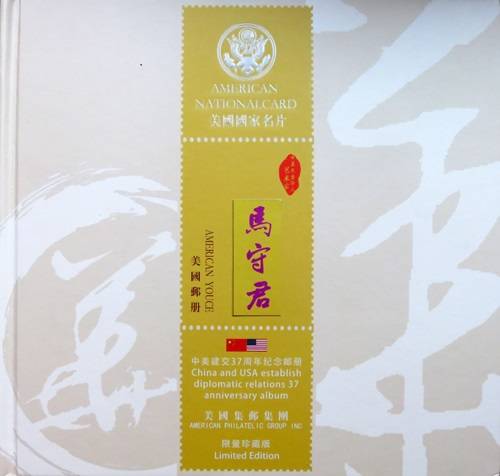 AMERICAN
NATIONALCARD
美國國家名片
馬守君
AMERICAN YOUCE
美國郵册
中美建交37周年纪念邮册
China and USA establish
diplomatic relations 37
anniversary album
美國集郵集團
AMERICAN PHILATELIC GROUP INC
限量珍藏版
Limited Edition